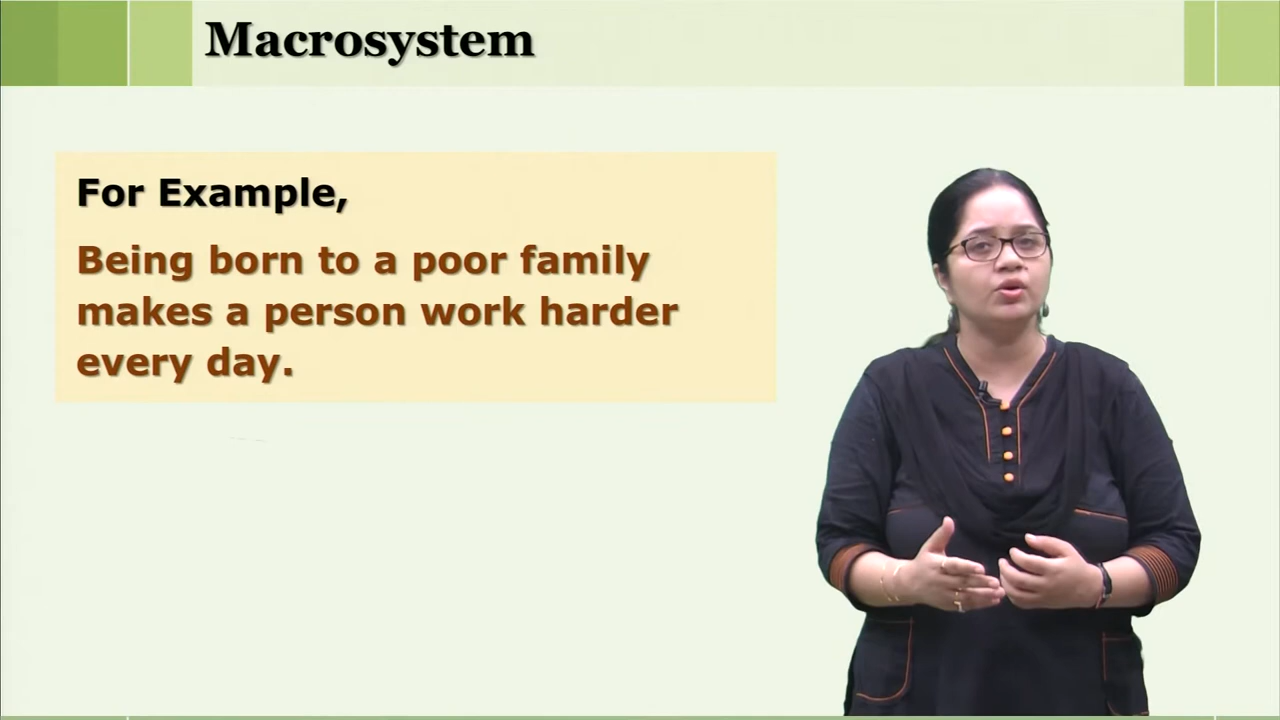 Macrosystem
For Example,
Being born to a poor family
makes a person work harder
every day.